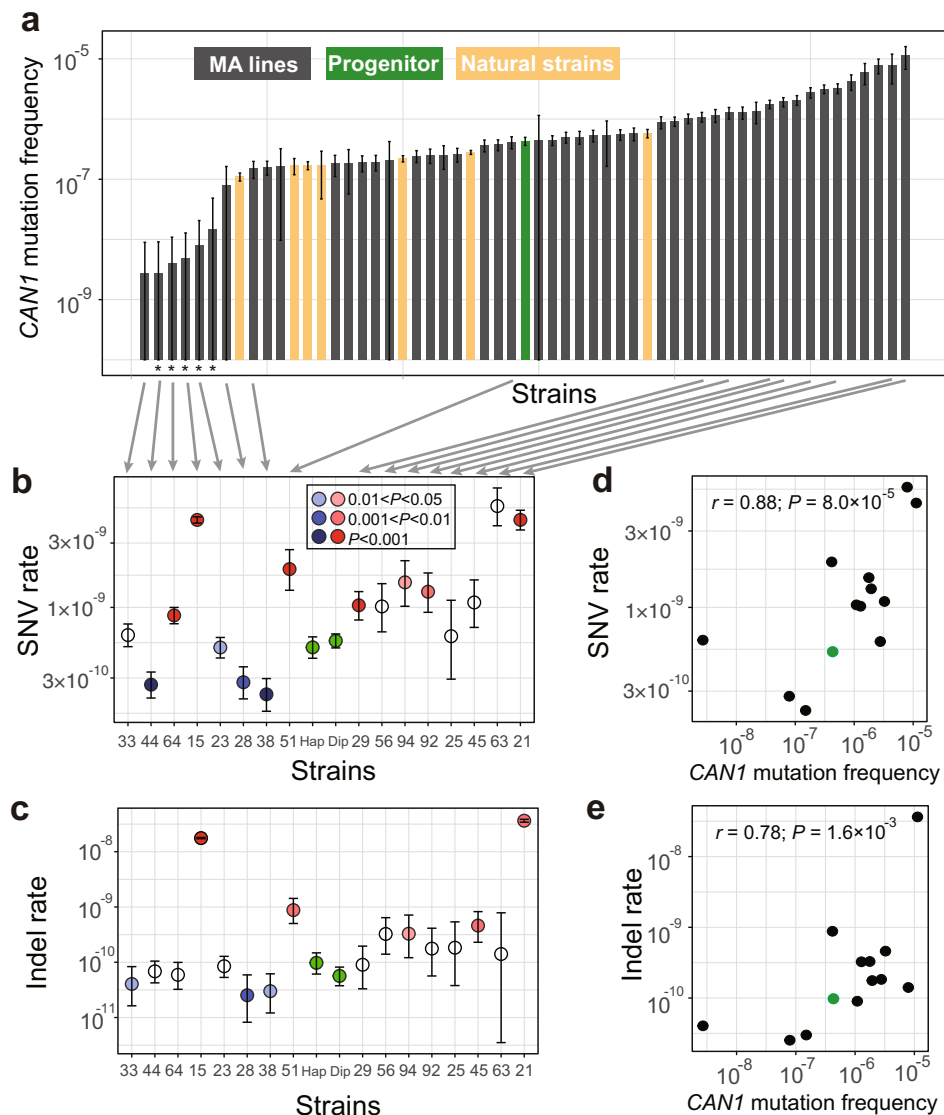 a
MA lines Progenitor Natural strains
CAN1 mutation frequency
10⁻⁵
10⁻⁷
10⁻⁹
* * * * *
Strains
b
0.01<P<0.05
0.001<P<0.01
P<0.001
SNV rate
3×10⁻⁹
1×10⁻⁹
3×10⁻¹⁰
33 44 64 15 23 28 38 51 Hap Dip 29 56 94 92 25 45 63 21
Strains
c
Indel rate
10⁻⁸
10⁻⁹
10⁻¹⁰
10⁻¹¹
33 44 64 15 23 28 38 51 Hap Dip 29 56 94 92 25 45 63 21
Strains
d
r = 0.88; P = 8.0×10⁻⁵
SNV rate
3×10⁻⁹
1×10⁻⁹
3×10⁻¹⁰
10⁻⁸ 10⁻⁷ 10⁻⁶ 10⁻⁵
CAN1 mutation frequency
e
r = 0.78; P = 1.6×10⁻³
Indel rate
10⁻⁸
10⁻⁹
10⁻¹⁰
10⁻⁸ 10⁻⁷ 10⁻⁶ 10⁻⁵
CAN1 mutation frequency